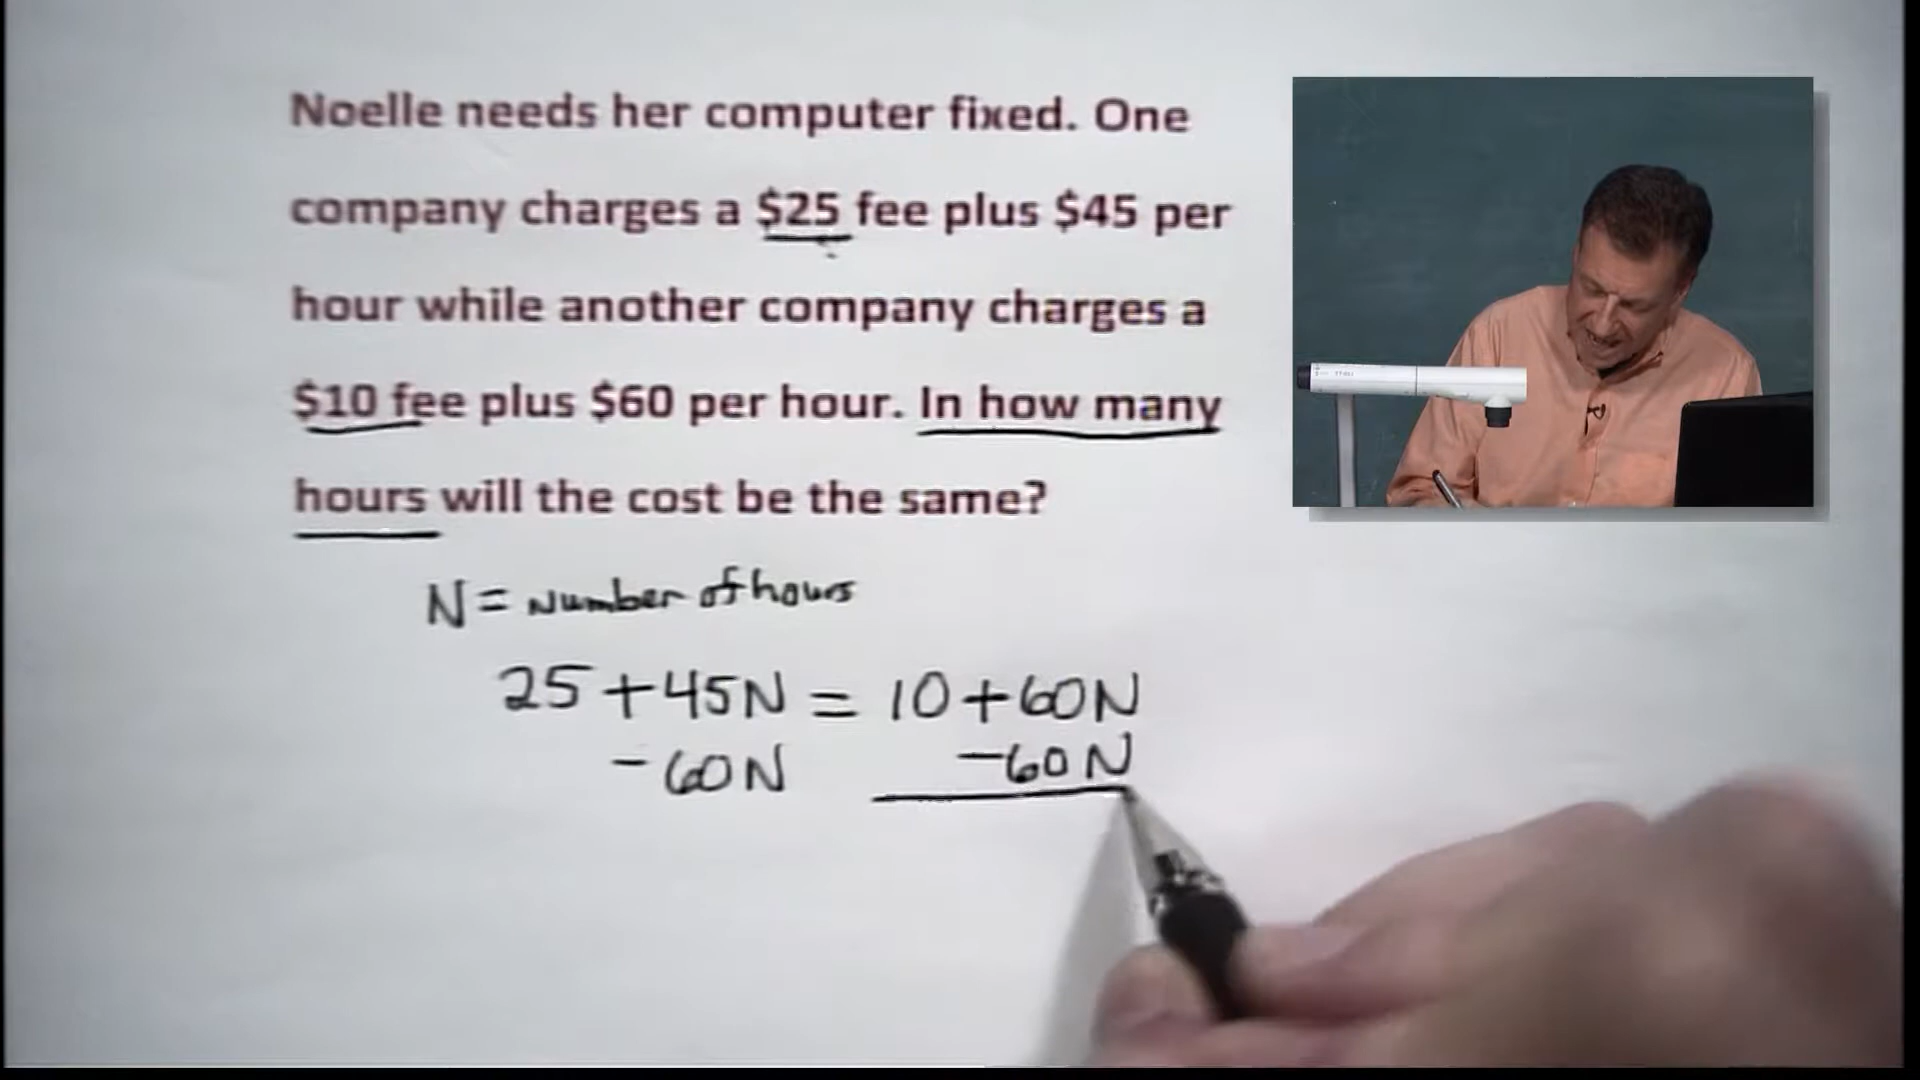 Noelle needs her computer fixed. One
company charges a $25 fee plus $45 per
hour while another company charges a
$10 fee plus $60 per hour. In how many
hours will the cost be the same?
N = number of hours
25 + 45N = 10 + 60N
- 60N - 60N